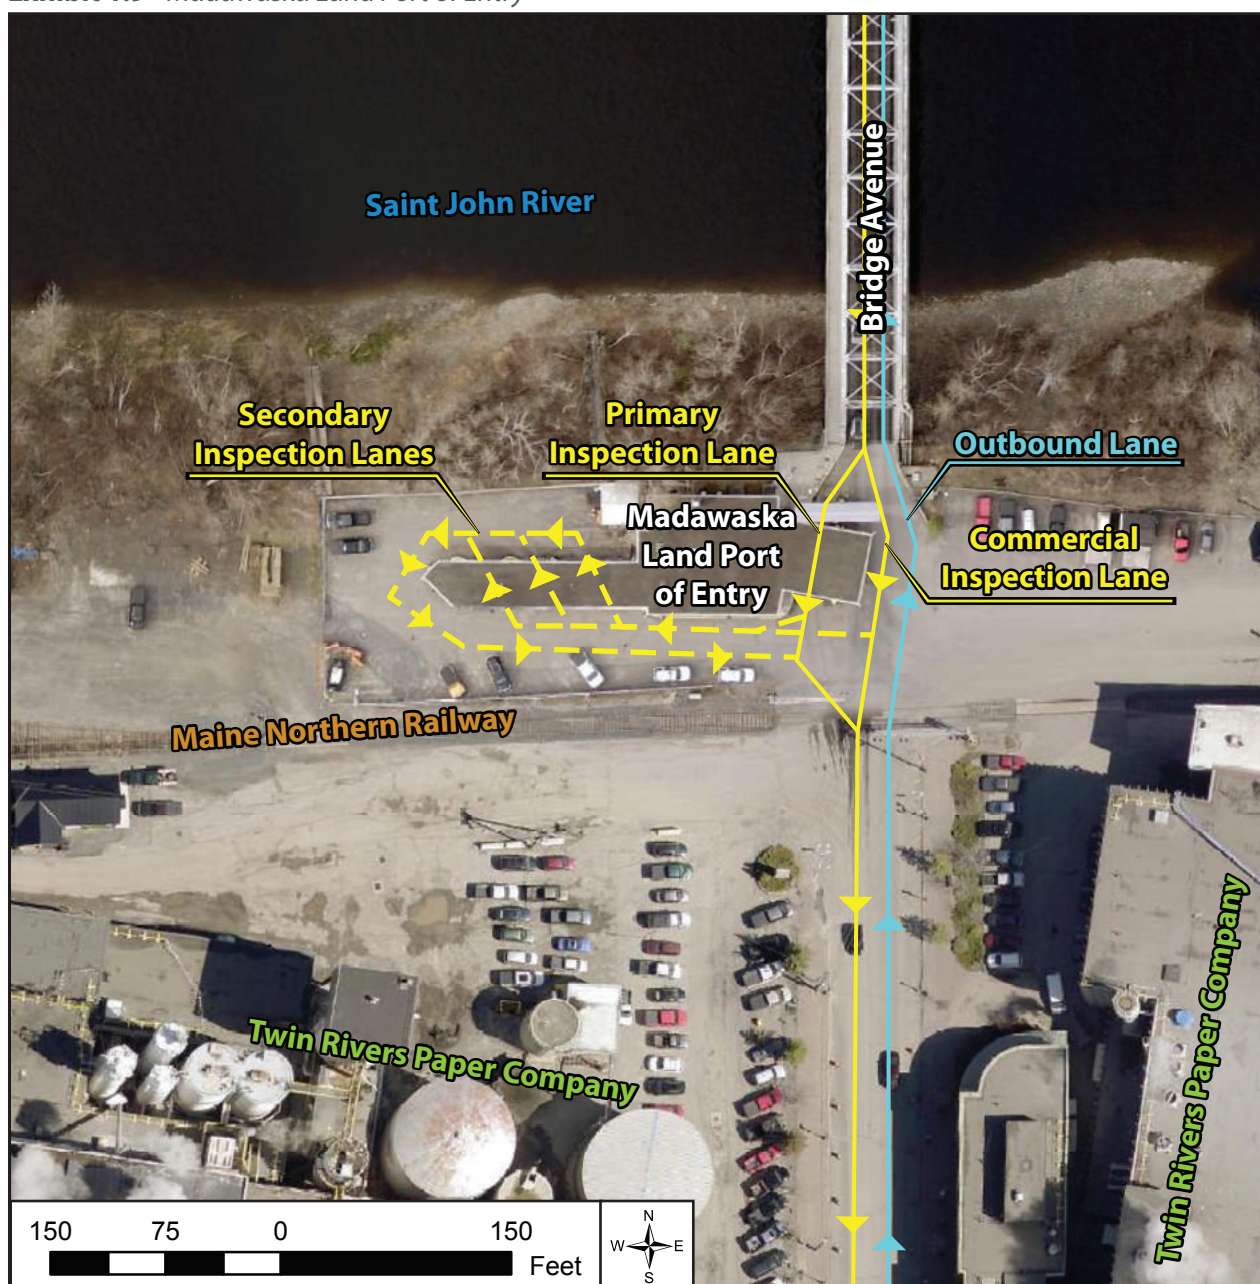 Saint John River
Bridge Avenue
Secondary
Inspection Lanes
Primary
Inspection Lane
Outbound Lane
Madawaska
Land Port
of Entry
Commercial
Inspection Lane
Maine Northern Railway
Twin Rivers Paper Company
Twin Rivers Paper Company
150 75 0 150
Feet
N
W E
S